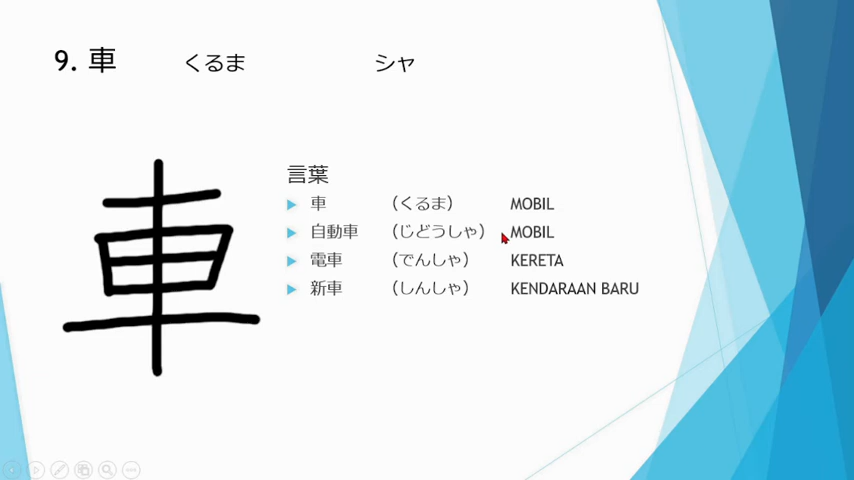 9. 車 くるま シャ
車
言葉
車 （くるま） MOBIL
自動車 （じどうしゃ） MOBIL
電車 （でんしゃ） KERETA
新車 （しんしゃ） KENDARAAN BARU